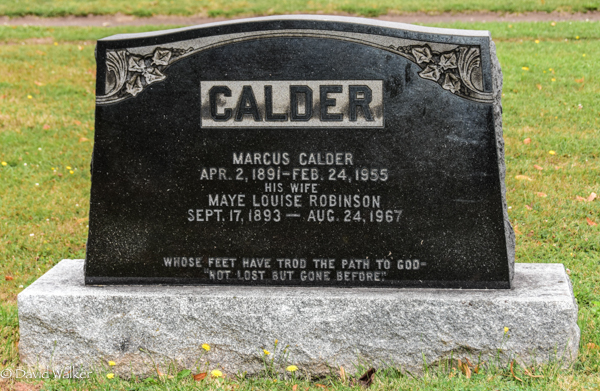 CALDER
MARCUS CALDER
APR. 2, 1891 - FEB. 24, 1955
HIS WIFE
MAYE LOUISE ROBINSON
SEPT. 17, 1893 — AUG. 24, 1967
WHOSE FEET HAVE TROD THE PATH TO GOD-
"NOT LOST BUT GONE BEFORE."
© David Walker